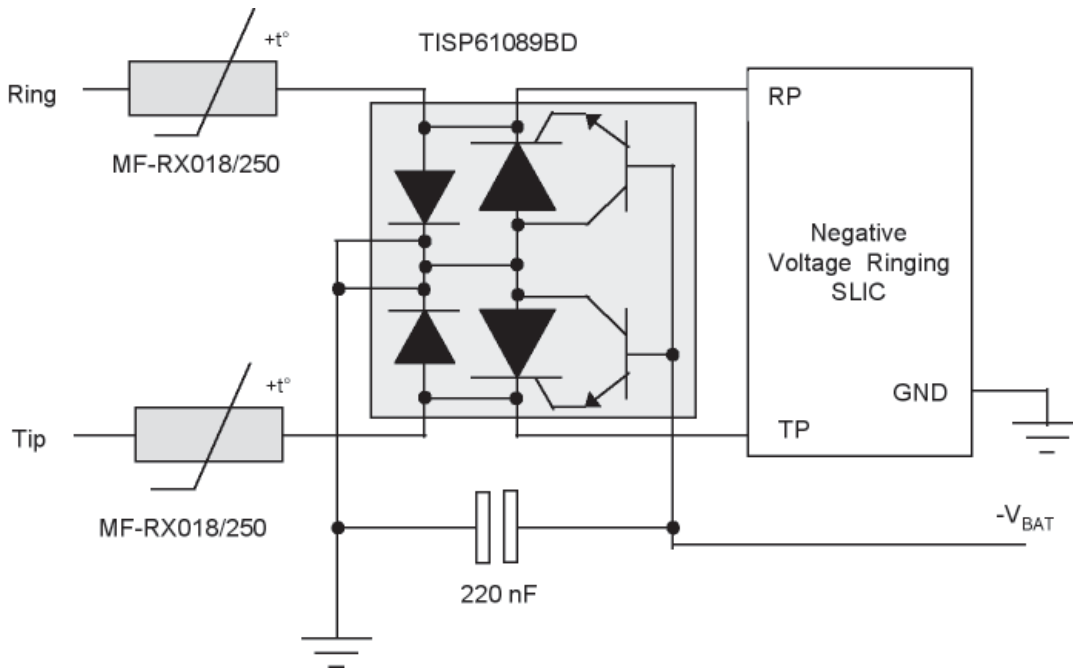 +t°
TISP61089BD
Ring
RP
MF-RX018/250
Negative
Voltage Ringing
SLIC
+t°
GND
Tip
TP
MF-RX018/250
-VBAT
220 nF